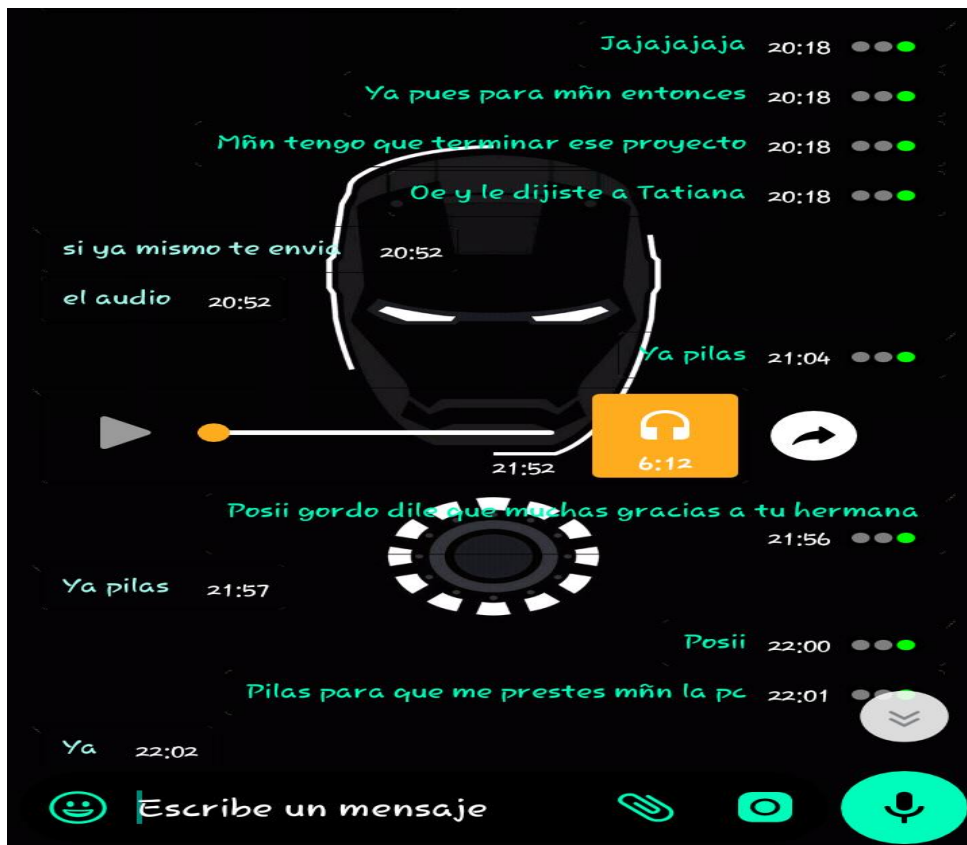 Jajajajaja 20:18
Ya pues para mñn entonces 20:18
Mñn tengo que terminar ese proyecto 20:18
Oe y le dijiste a Tatiana 20:18
si ya mismo te envia 20:52
el audio 20:52
Ya pilas 21:04
21:52 6:12
Posii gordo dile que muchas gracias a tu hermana
21:56
Ya pilas 21:57
Posii 22:00
Pilas para que me prestes mñn la pc 22:01
Ya 22:02
Escribe un mensaje